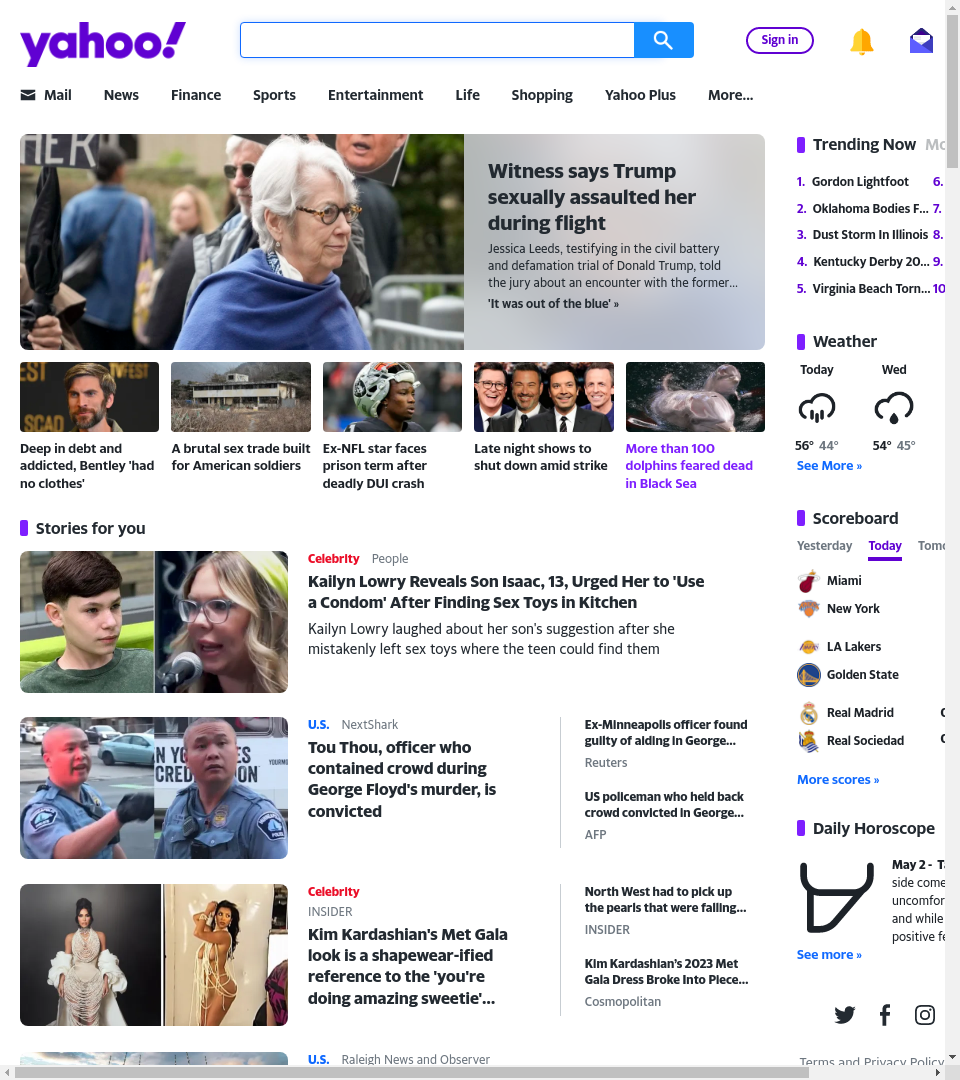 yahoo!
Sign in
Mail
News
Finance
Sports
Entertainment
Life
Shopping
Yahoo Plus
More...
HER
Witness says Trump
sexually assaulted her
during flight
Jessica Leeds, testifying in the civil battery
and defamation trial of Donald Trump, told
the jury about an encounter with the former...
'It was out of the blue' »
EST
TVFEST
SCAD
Deep in debt and
addicted, Bentley 'had
no clothes'
A brutal sex trade built
for American soldiers
Ex-NFL star faces
prison term after
deadly DUI crash
Late night shows to
shut down amid strike
More than 100
dolphins feared dead
in Black Sea
Stories for you
Celebrity People
Kailyn Lowry Reveals Son Isaac, 13, Urged Her to 'Use
a Condom' After Finding Sex Toys in Kitchen
Kailyn Lowry laughed about her son's suggestion after she
mistakenly left sex toys where the teen could find them
U.S. NextShark
Tou Thou, officer who
contained crowd during
George Floyd's murder, is
convicted
Ex-Minneapolis officer found
guilty of aiding in George...
Reuters
US policeman who held back
crowd convicted in George...
AFP
Celebrity
INSIDER
Kim Kardashian's Met Gala
look is a shapewear-ified
reference to the 'you're
doing amazing sweetie'...
North West had to pick up
the pearls that were falling...
INSIDER
Kim Kardashian's 2023 Met
Gala Dress Broke Into Piece...
Cosmopolitan
U.S. Raleigh News and Observer
Trending Now Mo
1. Gordon Lightfoot 6.
2. Oklahoma Bodies F... 7.
3. Dust Storm In Illinois 8.
4. Kentucky Derby 20... 9.
5. Virginia Beach Torn... 10
Weather
Today Wed
56° 44° 54° 45°
See More »
Scoreboard
Yesterday Today Tomo
Miami
New York
LA Lakers
Golden State
Real Madrid
Real Sociedad
More scores »
Daily Horoscope
May 2 - Ta
side come
uncomfor
and while
positive fe
See more »
Terms and Privacy Policy